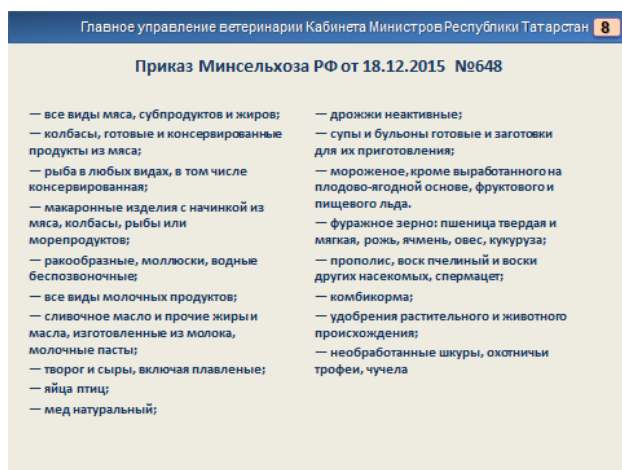 Главное управление ветеринарии Кабинета Министров Республики Татарстан 8
Приказ Минсельхоза РФ от 18.12.2015 №648
— все виды мяса, субпродуктов и жиров;
— колбасы, готовые и консервированные
продукты из мяса;
— рыба в любых видах, в том числе
консервированная;
— макаронные изделия с начинкой из
мяса, колбасы, рыбы или
морепродуктов;
— ракообразные, моллюски, водные
беспозвоночные;
— все виды молочных продуктов;
— сливочное масло и прочие жиры и
масла, изготовленные из молока,
молочные пасты;
— творог и сыры, включая плавленые;
— яйца птиц;
— мед натуральный;
— дрожжи неактивные;
— супы и бульоны готовые и заготовки
для их приготовления;
— мороженое, кроме выработанного на
плодово-ягодной основе, фруктового и
пищевого льда.
— фуражное зерно: пшеница твердая и
мягкая, рожь, ячмень, овес, кукуруза;
— прополис, воск пчелиный и воски
других насекомых, спермацет;
— комбикорма;
— удобрения растительного и животного
происхождения;
— необработанные шкуры, охотничьи
трофеи, чучела